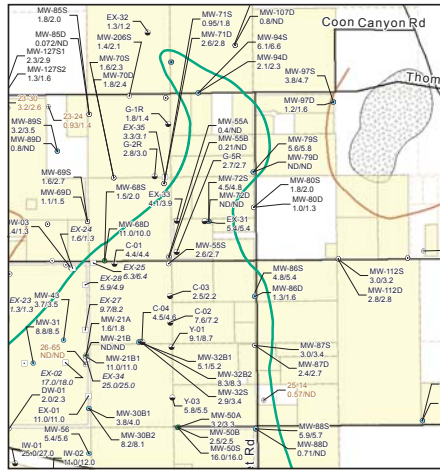 MW-85S
1.8/2.0
MW-85D
0.072/ND
MW-127S1
2.3/2.9
MW-127S2
1.3/1.6
EX-32
1.3/1.2
MW-206S
1.4/2.1
MW-70S
1.6/2.3
MW-70D
1.8/2.4
MW-71S
0.95/1.8
MW-71D
2.6/2.8
MW-107D
0.8/ND
MW-94S
6.1/6.6
MW-94D
2.1/2.3
Coon Canyon Rd
MW-97S
3.8/4.7
Thom
MW-97D
1.2/1.6
23-30
3.2/2.6
23-24
0.93/1.4
MW-89S
3.2/3.5
MW-89D
0.8/ND
G-1R
1.8/1.4
EX-35
3.3/3.1
G-2R
2.8/3.0
MW-55A
0.4/ND
MW-55B
0.21/ND
G-5R
2.7/2.7
MW-79S
5.6/5.8
MW-79D
ND/ND
MW-69S
1.6/2.7
MW-69D
1.1/1.5
MW-68S
1.5/2.0
EX-33
4.1/3.9
MW-72S
4.5/4.8
MW-72D
ND/ND
MW-80S
1.8/2.0
MW-80D
1.0/1.3
MW-68D
11.0/10.0
EX-31
5.4/5.4
EX-24
1.6/1.3
C-01
4.4/4.4
MW-55S
2.6/2.7
EX-25
6.3/6.4
EX-28
5.9/4.9
MW-86S
4.8/5.4
MW-86D
1.3/1.6
MW-112S
3.0/3.2
MW-112D
2.8/2.8
MW-43
3.7/3.5
EX-23
1.3/1.3
MW-31
8.8/8.5
EX-27
9.7/8.2
MW-21A
1.6/1.8
MW-21B
ND/ND
C-03
2.5/2.2
C-04
4.5/4.6
C-02
7.6/7.2
Y-01
9.1/8.7
26-65
ND/ND
MW-21B1
11.0/11.0
EX-34
25.0/25.0
MW-32B1
5.1/5.2
MW-32B2
8.3/8.3
MW-32S
2.9/3.4
MW-87S
3.0/3.4
MW-87D
2.4/2.7
EX-02
17.0/18.0
DW-01
2.0/2.3
EX-01
11.0/11.0
25-14
0.57/ND
MW-30B1
3.8/4.0
MW-30B2
8.2/8.1
Y-03
5.8/5.5
MW-50A
3.2/3.3
MW-50B
2.5/2.5
MW-50S
16.0/16.0
MW-56
5.4/5.6
MW-88S
5.9/5.7
MW-88D
0.71/ND
IW-01
IW-02